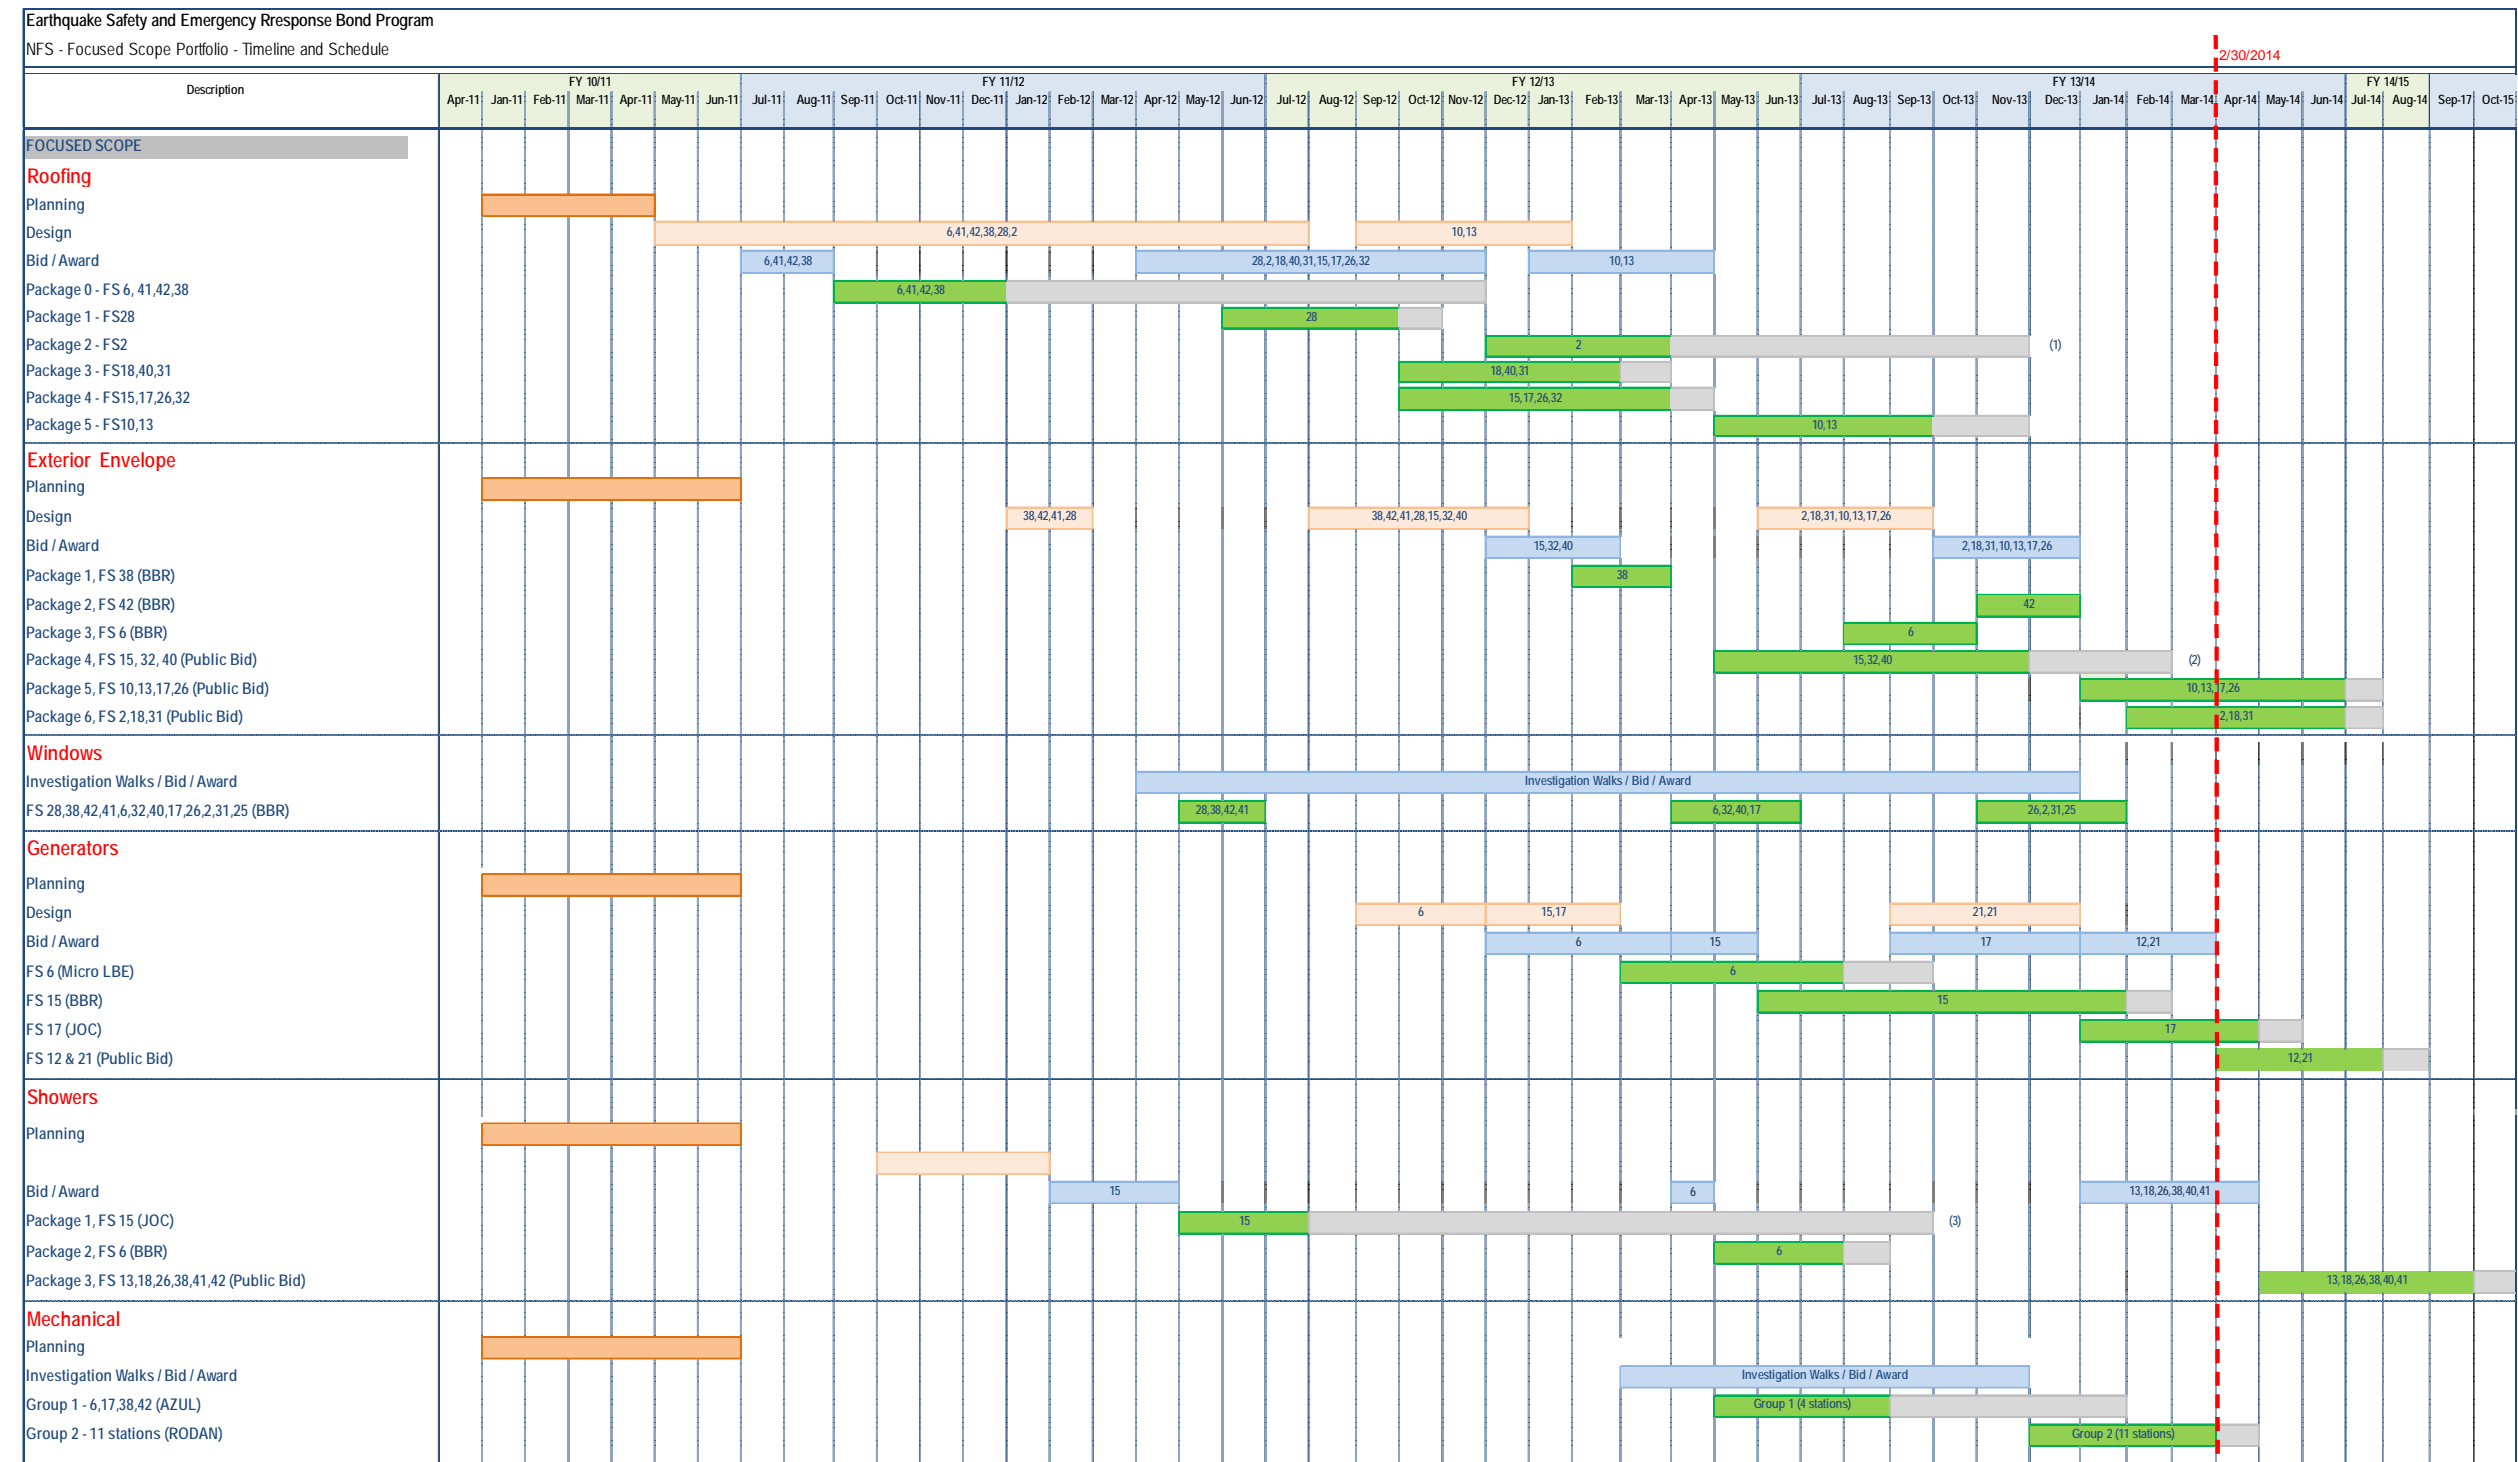 Earthquake Safety and Emergency Rresponse Bond Program
NFS - Focused Scope Portfolio - Timeline and Schedule
2/30/2014
Description
FY 10/11 FY 11/12 FY 12/13 FY 13/14 FY 14/15
Apr-11 Jan-11 Feb-11 Mar-11 Apr-11 May-11 Jun-11 Jul-11 Aug-11 Sep-11 Oct-11 Nov-11 Dec-11 Jan-12 Feb-12 Mar-12 Apr-12 May-12 Jun-12 Jul-12 Aug-12 Sep-12 Oct-12 Nov-12 Dec-12 Jan-13 Feb-13 Mar-13 Apr-13 May-13 Jun-13 Jul-13 Aug-13 Sep-13 Oct-13 Nov-13 Dec-13 Jan-14 Feb-14 Mar-14 Apr-14 May-14 Jun-14 Jul-14 Aug-14 Sep-17 Oct-15
FOCUSED SCOPE
Roofing
Planning
Design 6,41,42,38,28,2 10,13
Bid / Award 6,41,42,38 28,2,18,40,31,15,17,26,32 10,13
Package 0 - FS 6, 41,42,38 6,41,42,38
Package 1 - FS28 28
Package 2 - FS2 2 (1)
Package 3 - FS18,40,31 18,40,31
Package 4 - FS15,17,26,32 15,17,26,32
Package 5 - FS10,13 10,13
Exterior Envelope
Planning
Design 38,42,41,28 38,42,41,28,15,32,40 2,18,31,10,13,17,26
Bid / Award 15,32,40 2,18,31,10,13,17,26
Package 1, FS 38 (BBR) 38
Package 2, FS 42 (BBR) 42
Package 3, FS 6 (BBR) 6
Package 4, FS 15, 32, 40 (Public Bid) 15,32,40 (2)
Package 5, FS 10,13,17,26 (Public Bid) 10,13,17,26
Package 6, FS 2,18,31 (Public Bid) 2,18,31
Windows
Investigation Walks / Bid / Award Investigation Walks / Bid / Award
FS 28,38,42,41,6,32,40,17,26,2,31,25 (BBR) 28,38,42,41 6,32,40,17 26,2,31,25
Generators
Planning
Design 6 15,17 21,21
Bid / Award 6 15 17 12,21
FS 6 (Micro LBE) 6
FS 15 (BBR) 15
FS 17 (JOC) 17
FS 12 & 21 (Public Bid) 12,21
Showers
Planning
Bid / Award 15 6 13,18,26,38,40,41
Package 1, FS 15 (JOC) 15 (3)
Package 2, FS 6 (BBR) 6
Package 3, FS 13,18,26,38,41,42 (Public Bid) 13,18,26,38,40,41
Mechanical
Planning
Investigation Walks / Bid / Award Investigation Walks / Bid / Award
Group 1 - 6,17,38,42 (AZUL) Group 1 (4 stations)
Group 2 - 11 stations (RODAN) Group 2 (11 stations)